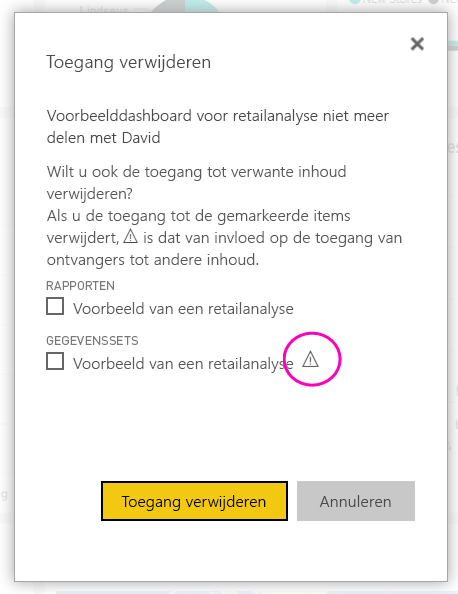 Toegang verwijderen
Voorbeelddashboard voor retailanalyse niet meer
delen met David
Wilt u ook de toegang tot verwante inhoud
verwijderen?
Als u de toegang tot de gemarkeerde items
verwijdert, ⚠ is dat van invloed op de toegang van
ontvangers tot andere inhoud.
RAPPORTEN
Voorbeeld van een retailanalyse
GEGEVENSSETS
Voorbeeld van een retailanalyse ⚠
Toegang verwijderen
Annuleren